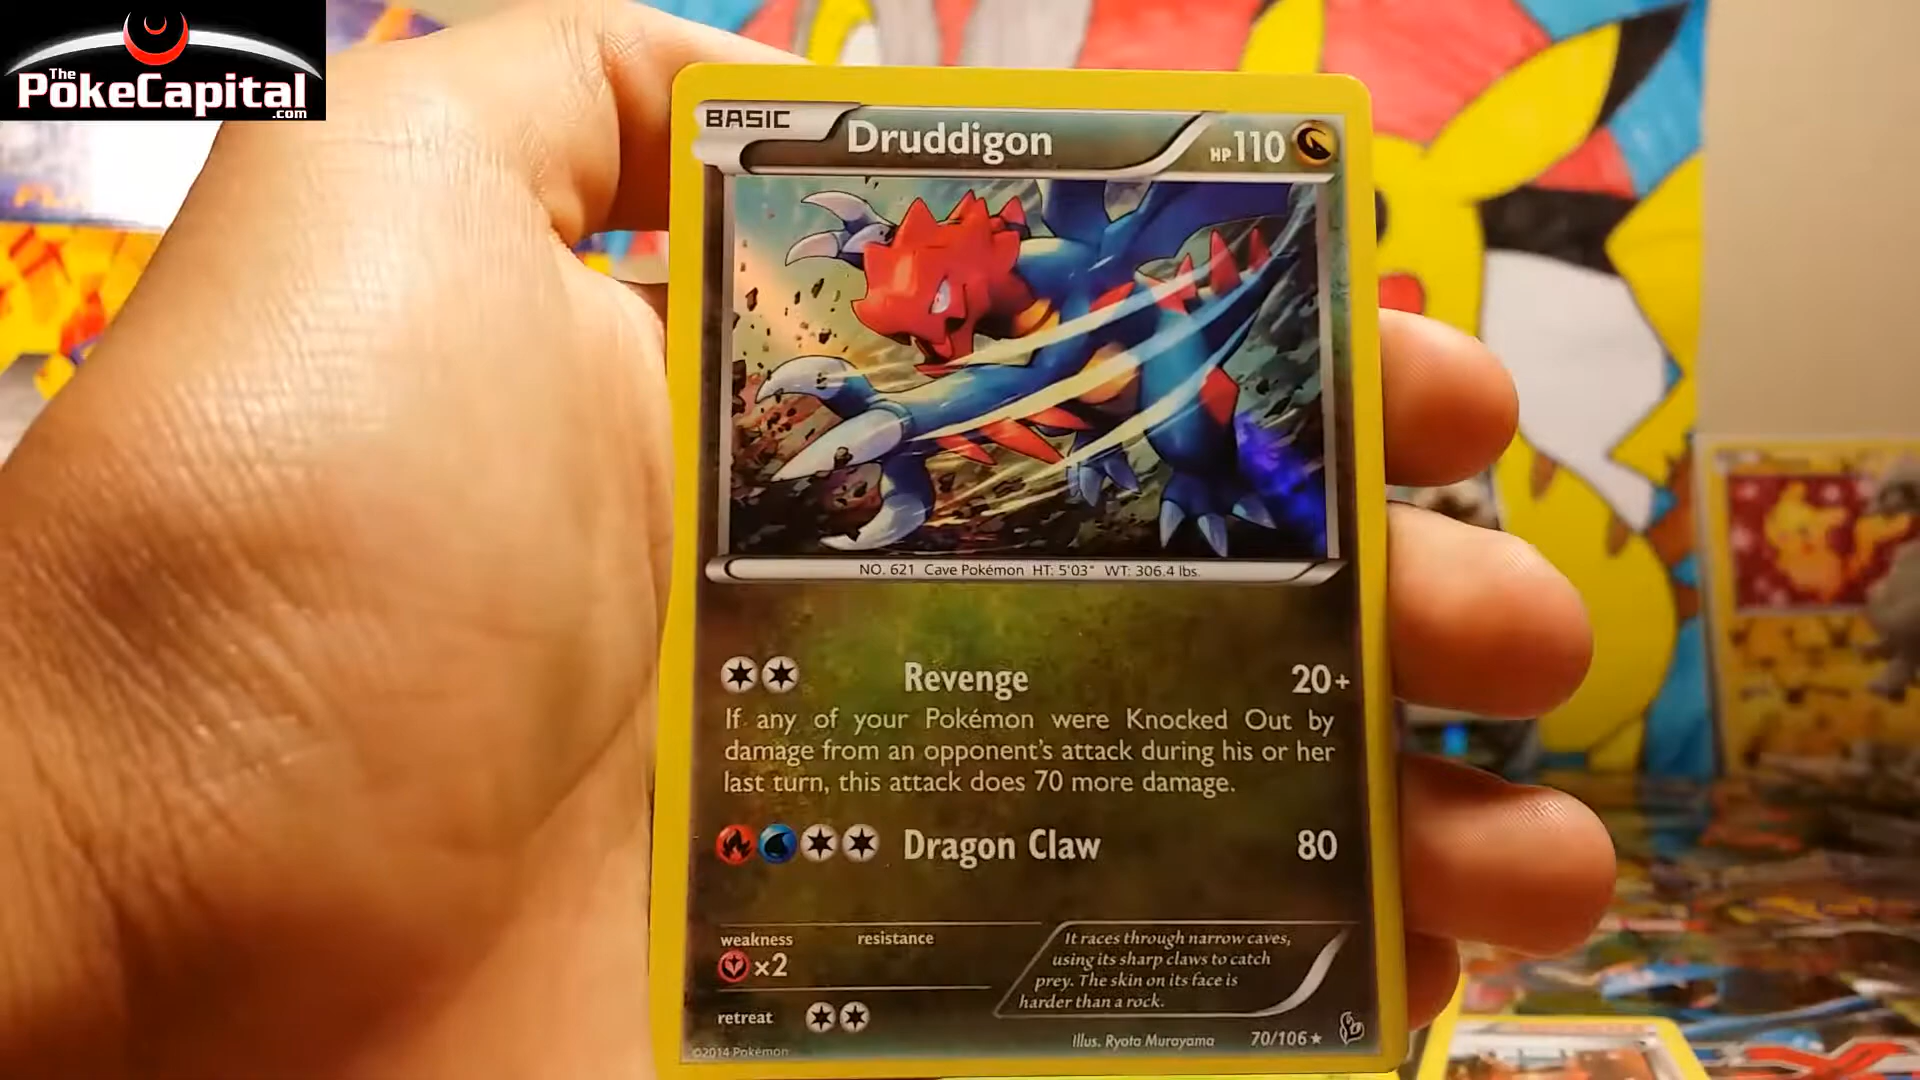 The
PokeCapital
.com
BASIC
Druddigon
HP110
NO. 621 Cave Pokémon HT: 5'03" WT: 306.4 lbs.
Revenge 20+
If any of your Pokémon were Knocked Out by
damage from an opponent's attack during his or her
last turn, this attack does 70 more damage.
Dragon Claw 80
weakness resistance
×2
retreat
It races through narrow caves,
using its sharp claws to catch
prey. The skin on its face is
harder than a rock.
Illus. Ryota Murayama 70/106★
©2014 Pokémon